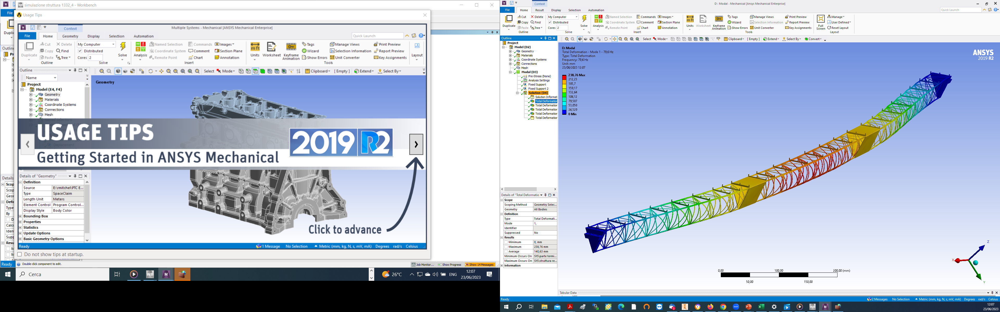 simulazione struttura 1332_4 - Workbench
Usage Tips
Context
Multiple Systems - Mechanical [ANSYS Mechanical Enterprise]
File
Home
Geometry
Display
Selection
Automation
Quick Launch
Duplicate
Cut
Delete
Copy
Find
Paste
Tree
Outline
My Computer
Distributed
Cores 2
Solve
Solve
Analysis
Named Selection
Coordinate System
Remote Point
Commands
Comment
Chart
Images
Section Plane
Annotation
Insert
Units
Worksheet
Keyframe Animation
Tags
Wizard
Show Errors
Manage Views
Selection Information
Unit Converter
Print Preview
Report Preview
Key Assignments
Tools
Layout
Outline
Select
Mode
Clipboard
[ Empty ]
Extend
Select By
Name
Project
Model (E4, F4)
Geometry
Materials
Coordinate Systems
Connections
Mesh
Geometry
USAGE TIPS
Getting Started in ANSYS Mechanical
2019 R2
Click to advance
Details of "Geometry"
Definition
Source E:\rmitchel\PTC E...
Type SpaceClaim
Length Unit Meters
Element Control Program Control...
Display Style Body Color
Bounding Box
Properties
Statistics
Update Options
Basic Geometry Options
Ready
1 Message
No Selection
Metric (mm, kg, N, s, mV, mA)
Degrees
rad/s
Celsius
Do not show tips at startup.
Ready
Double-click component to edit.
Job Monitor...
Show Progress
Show 14 Messages
Cerca
26°C
ENG
12:07
23/06/2023
Context
D : Modal - Mechanical [Ansys Mechanical Enterprise]
File
Home
Result
Display
Selection
Automation
Quick Launch
Duplicate
Cut
Delete
Copy
Find
Paste
Tree
Outline
My Computer
Distributed
Cores 2
Solve
Solve
Analysis
Named Selection
Coordinate System
Remote Point
Commands
Comment
Chart
Images
Section Plane
Annotation
Insert
Units
Worksheet
Keyframe Animation
Tags
Wizard
Show Errors
Manage Views
Selection Information
Unit Converter
Print Preview
Report Preview
Key Assignments
Tools
Full Screen
Manage
User Defined
Reset Layout
Layout
Outline
Select
Mode
Clipboard
[ Empty ]
Extend
Select By
Convert
Project
Model (D2)
Geometry
Materials
Coordinate Systems
Connections
Mesh
Modal (D3)
Pre-Stress (None)
Analysis Settings
Fixed Support
Fixed Support 2
Solution (D4)
Solution Informat
Total Deformation
Total Deformation
Total Deformation
Total Deformation
Total Deformation
D: Modal
Total Deformation - Mode 1 - 79,6 Hz
Type: Total Deformation
Frequency: 79,6 Hz
Unit: mm
23/06/2023 12:07
238,76 Max
212,23
185,7
159,17
132,64
106,12
79,587
53,058
26,529
0 Min
ANSYS
2019 R2
Details of "Total Deformatio
Scope
Scoping Method Geometry Selec...
Geometry All Bodies
Definition
Type Total Deformati...
Mode 1,
Identifier
Suppressed No
Results
Minimum 0, mm
Maximum 238,76 mm
Average 140,63 mm
Minimum Occurs On SYS\parte termi...
Maximum Occurs On SYS\struttura re...
Information
0,00
100,00
200,00 (mm)
50,00
150,00
X
Y
Z
Tabular Data
Ready
2 Messages
No Selection
Metric (mm, kg, N, s, mV, mA)
Degrees
rad/s
Celsius
12:07
23/06/2023